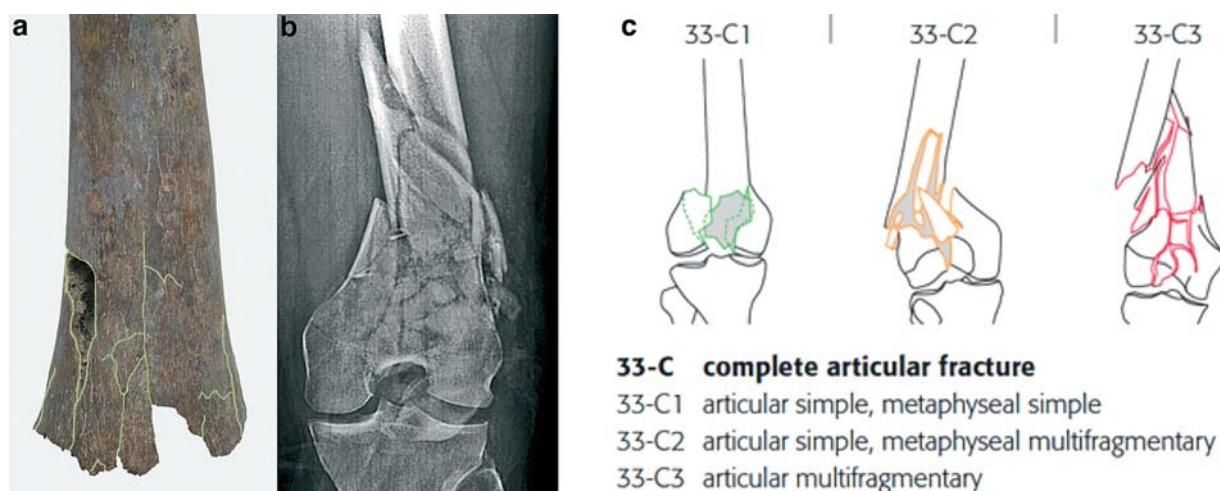 a
b
c
33-C1
33-C2
33-C3
33-C complete articular fracture
33-C1 articular simple, metaphyseal simple
33-C2 articular simple, metaphyseal multifragmentary
33-C3 articular multifragmentary